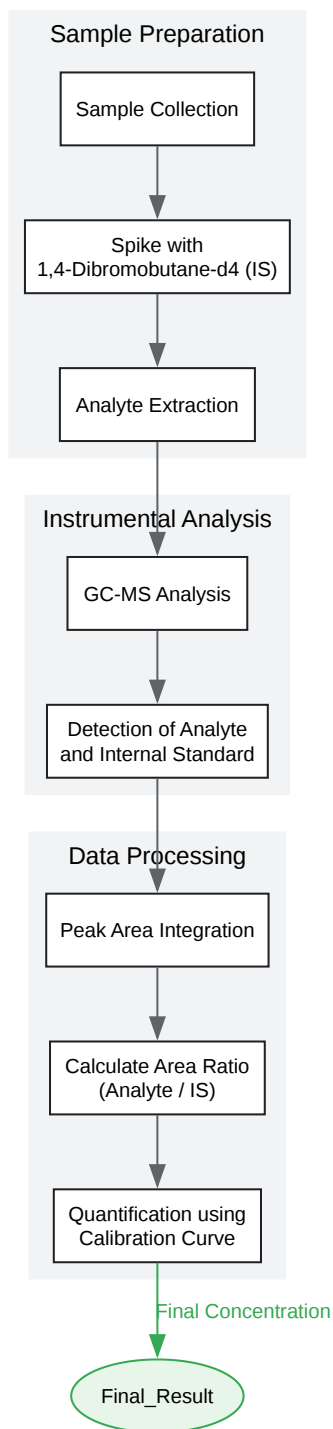 Sample Preparation
Sample Collection
Spike with
1,4-Dibromobutane-d4 (IS)
Analyte Extraction
Instrumental Analysis
GC-MS Analysis
Detection of Analyte
and Internal Standard
Data Processing
Peak Area Integration
Calculate Area Ratio
(Analyte / IS)
Quantification using
Calibration Curve
Final Concentration
Final_Result